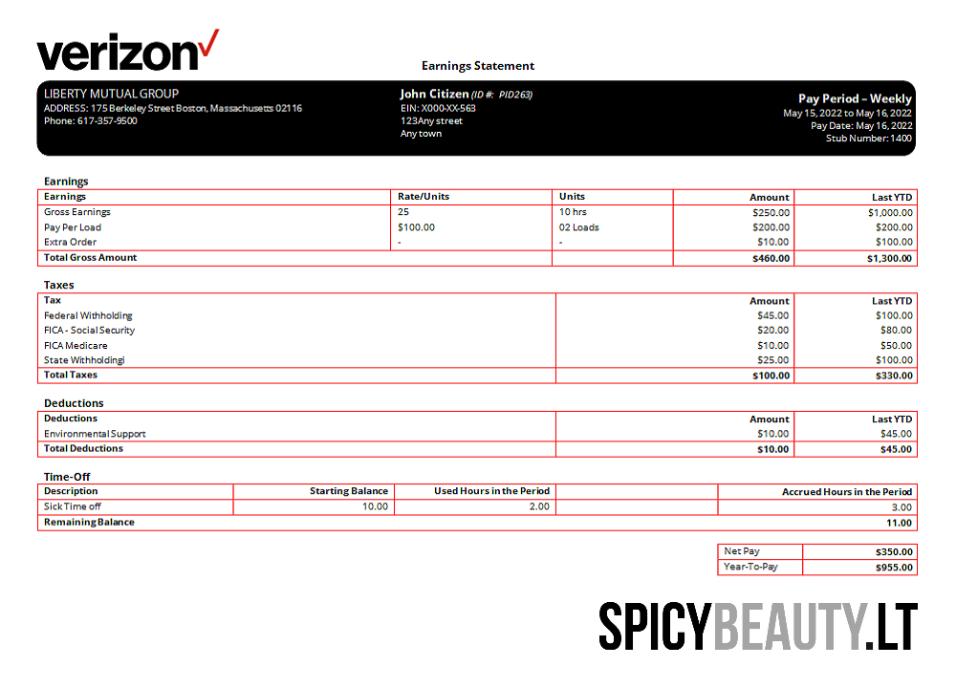 verizon
Earnings Statement
LIBERTY MUTUAL GROUP
ADDRESS: 175 Berkeley Street Boston, Massachusetts 02116
Phone: 617-357-9500
John Citizen (ID #: PID263)
EIN: X000-XX-563
123Any street
Any town
Pay Period – Weekly
May 15, 2022 to May 16, 2022
Pay Date: May 16, 2022
Stub Number: 1400
Earnings
Earnings Rate/Units Units Amount Last YTD
Gross Earnings 25 10 hrs $250.00 $1,000.00
Pay Per Load $100.00 02 Loads $200.00 $200.00
Extra Order - - $10.00 $100.00
Total Gross Amount $460.00 $1,300.00
Taxes
Tax Amount Last YTD
Federal Withholding $45.00 $100.00
FICA - Social Security $20.00 $80.00
FICA Medicare $10.00 $50.00
State Withholdingl $25.00 $100.00
Total Taxes $100.00 $330.00
Deductions
Deductions Amount Last YTD
Environmental Support $10.00 $45.00
Total Deductions $10.00 $45.00
Time-Off
Description Starting Balance Used Hours in the Period Accrued Hours in the Period
Sick Time off 10.00 2.00 3.00
Remaining Balance 11.00
Net Pay $350.00
Year-To-Pay $955.00
SPICYBEAUTY.LT